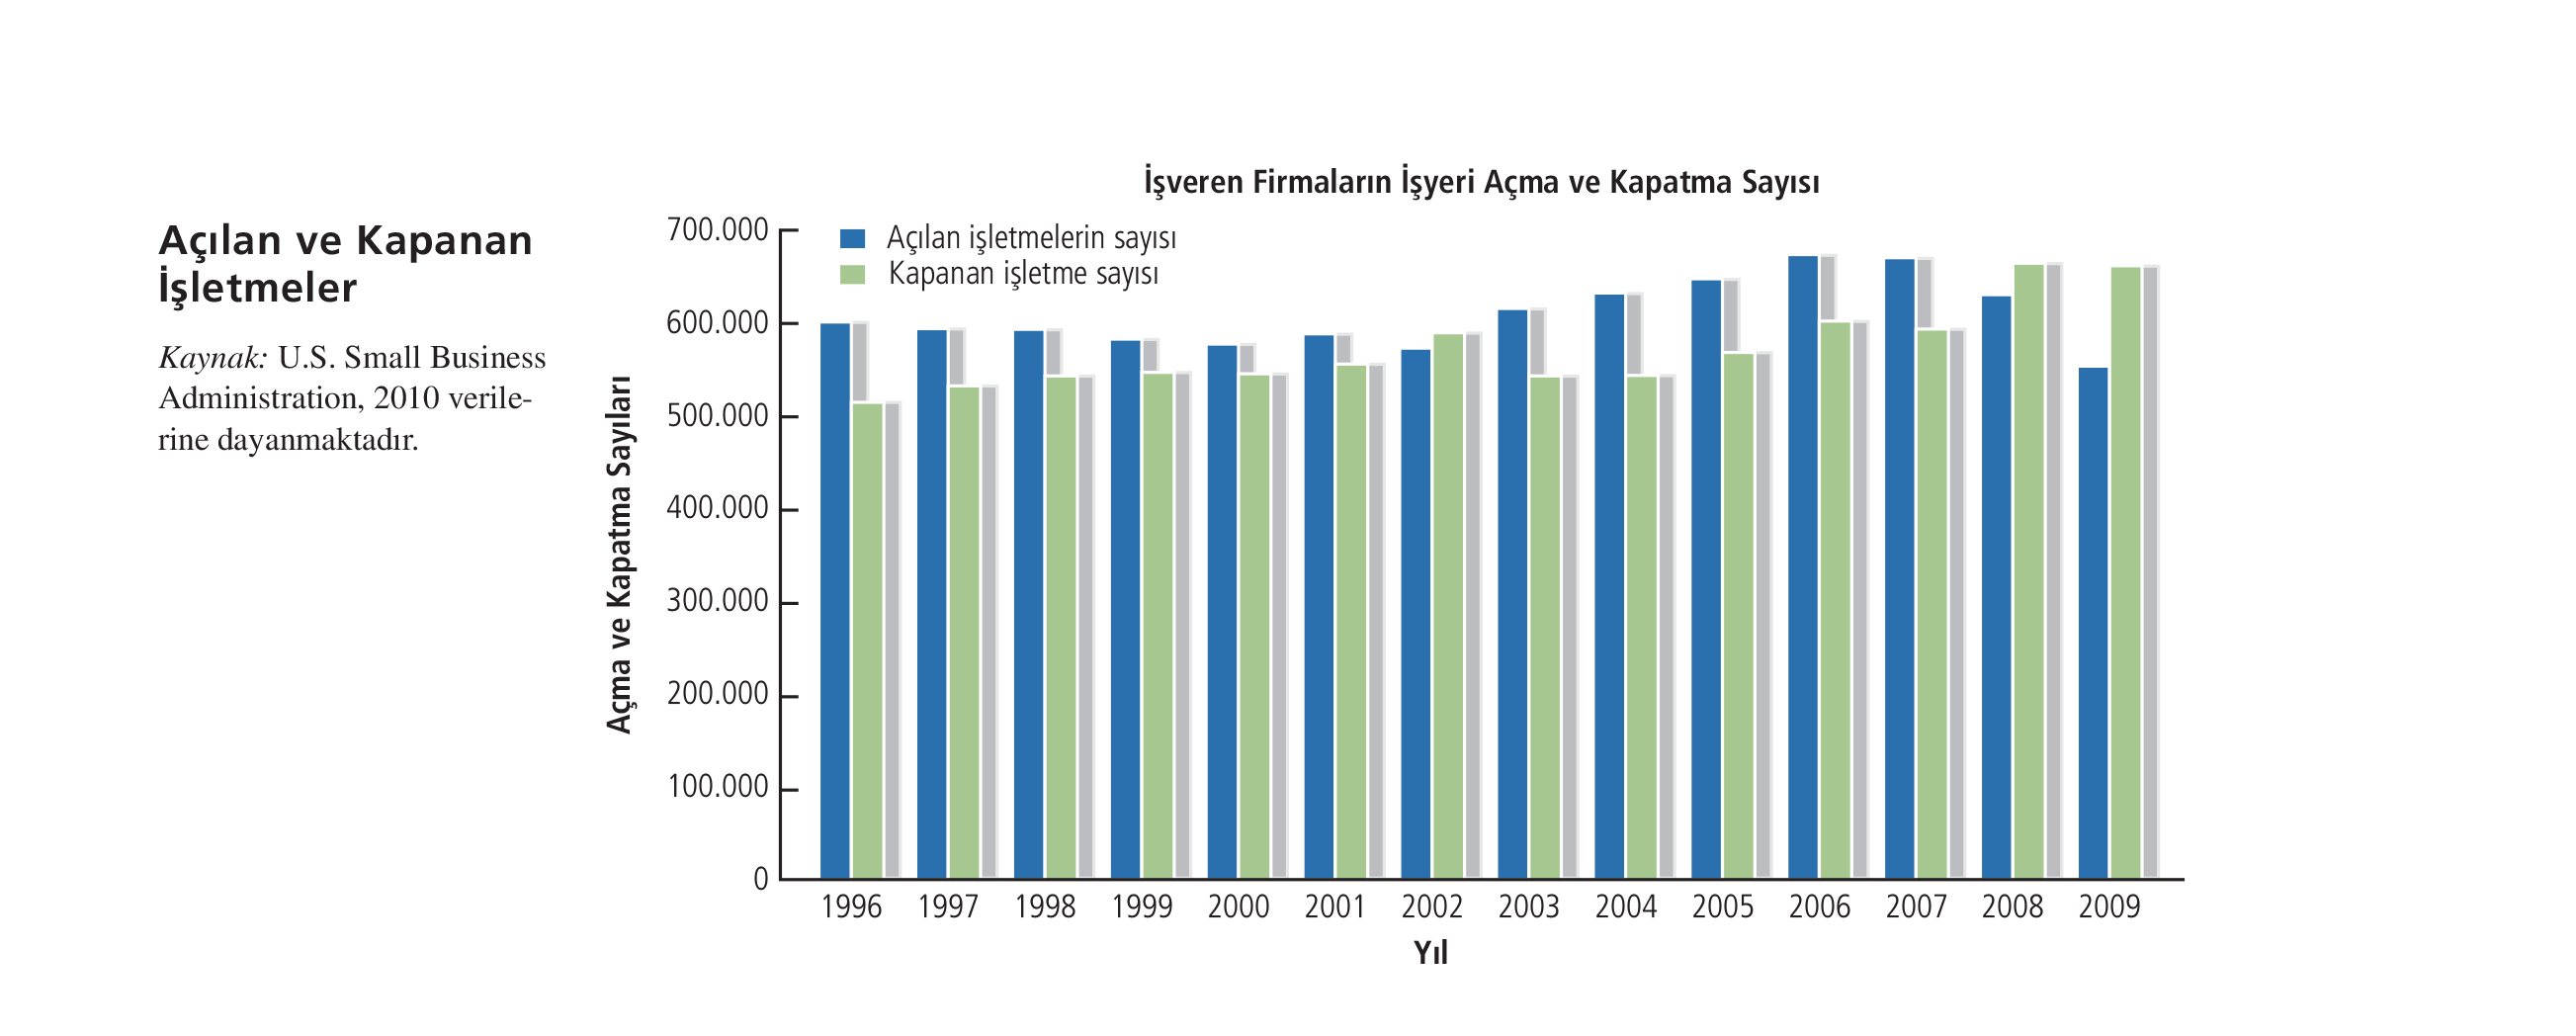 Açılan ve Kapanan
İşletmeler
Kaynak: U.S. Small Business
Administration, 2010 verile-
rine dayanmaktadır.
İşveren Firmaların İşyeri Açma ve Kapatma Sayısı
Açılan işletmelerin sayısı
Kapanan işletme sayısı
Açma ve Kapatma Sayıları
700.000
600.000
500.000
400.000
300.000
200.000
100.000
0
1996 1997 1998 1999 2000 2001 2002 2003 2004 2005 2006 2007 2008 2009
Yıl